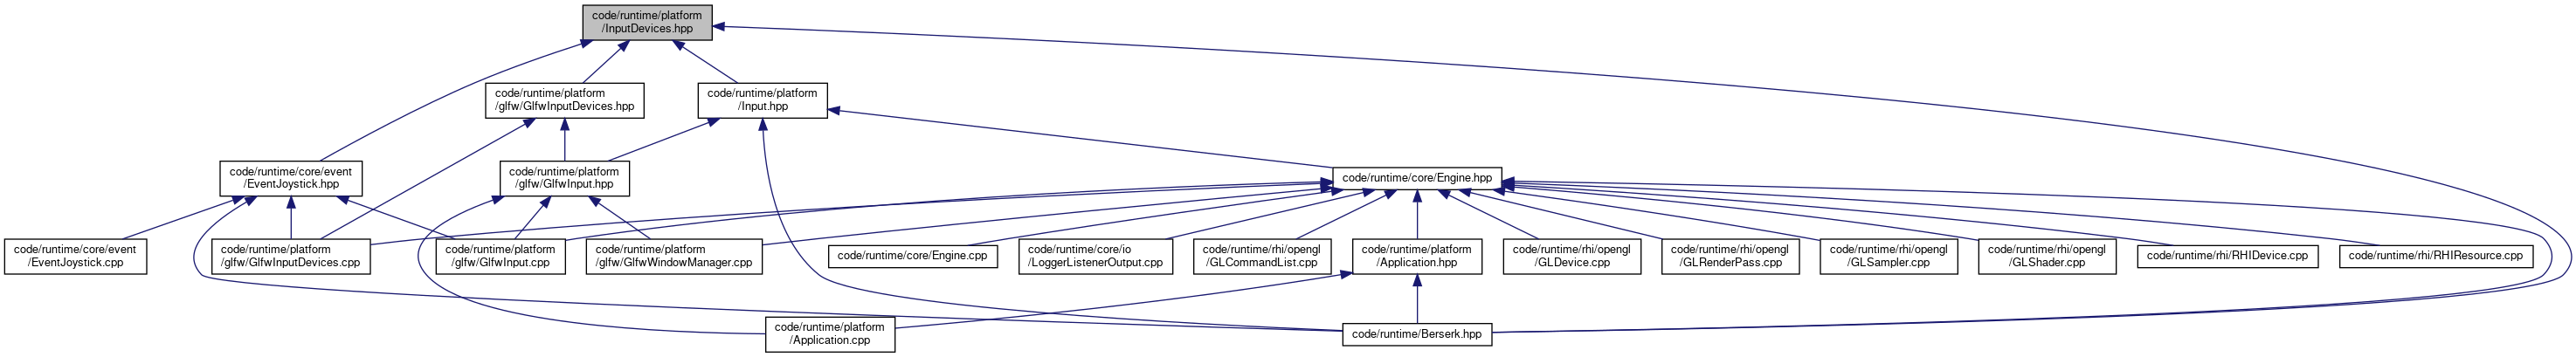 code/runtime/platform
/InputDevices.hpp
code/runtime/platform
/glfw/GlfwInputDevices.hpp
code/runtime/platform
/Input.hpp
code/runtime/core/event
/EventJoystick.hpp
code/runtime/platform
/glfw/GlfwInput.hpp
code/runtime/core/Engine.hpp
code/runtime/core/event
/EventJoystick.cpp
code/runtime/platform
/glfw/GlfwInputDevices.cpp
code/runtime/platform
/glfw/GlfwInput.cpp
code/runtime/platform
/glfw/GlfwWindowManager.cpp
code/runtime/core/Engine.cpp
code/runtime/core/io
/LoggerListenerOutput.cpp
code/runtime/rhi/opengl
/GLCommandList.cpp
code/runtime/platform
/Application.hpp
code/runtime/rhi/opengl
/GLDevice.cpp
code/runtime/rhi/opengl
/GLRenderPass.cpp
code/runtime/rhi/opengl
/GLSampler.cpp
code/runtime/rhi/opengl
/GLShader.cpp
code/runtime/rhi/RHIDevice.cpp
code/runtime/rhi/RHIResource.cpp
code/runtime/platform
/Application.cpp
code/runtime/Berserk.hpp